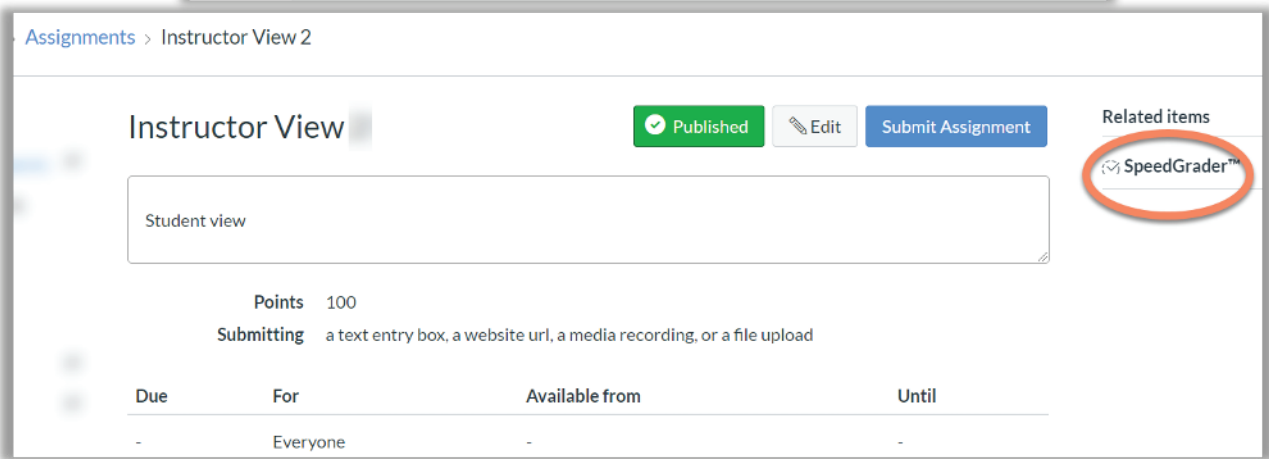 Assignments > Instructor View 2
Instructor View
Published
Edit
Submit Assignment
Related items
SpeedGrader™
Student view
Points 100
Submitting a text entry box, a website url, a media recording, or a file upload
Due For Available from Until
- Everyone - -